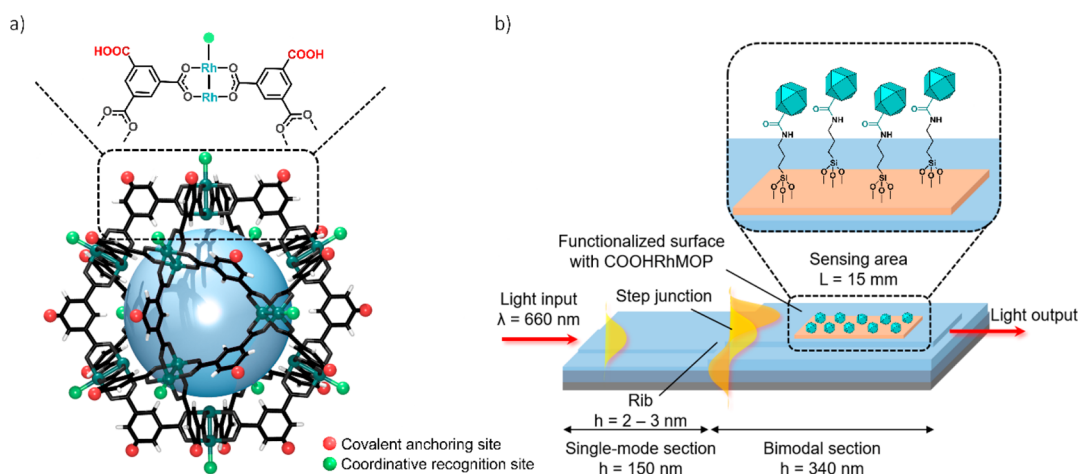 a)
HOOC
COOH
Rh
O
O
O
O
Rh
O
O
O
O
O
O
O
O
Covalent anchoring site
Coordinative recognition site
b)
O
NH
O
NH
O
NH
O
NH
Si
O O O
Si
O O O
Si
O O O
Si
O O O
Functionalized surface
with COOHRhMOP
Sensing area
L = 15 mm
Step junction
Light input
λ = 660 nm
Light output
Rib
h = 2 – 3 nm
Single-mode section
h = 150 nm
Bimodal section
h = 340 nm